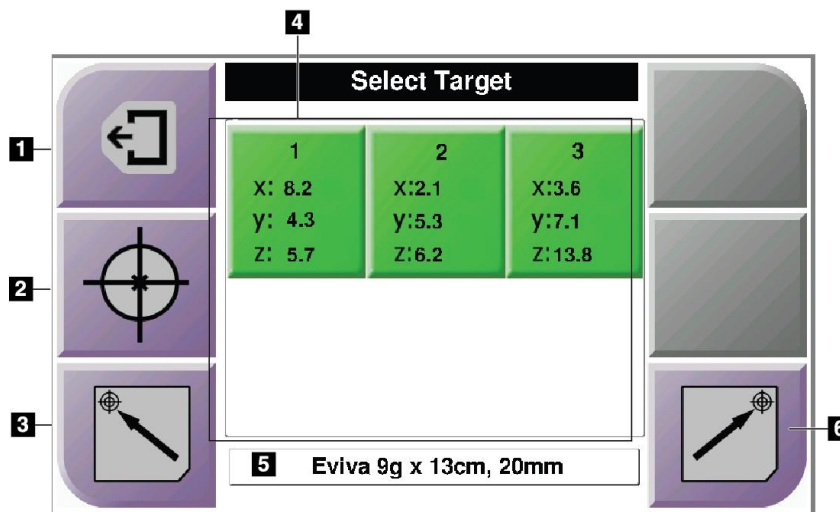 4
Select Target
1
1 2 3
x: 8.2 x:2.1 x:3.6
y: 4.3 y:5.3 y:7.1
z: 5.7 z:6.2 z:13.8
2
3
6
5 Eviva 9g x 13cm, 20mm